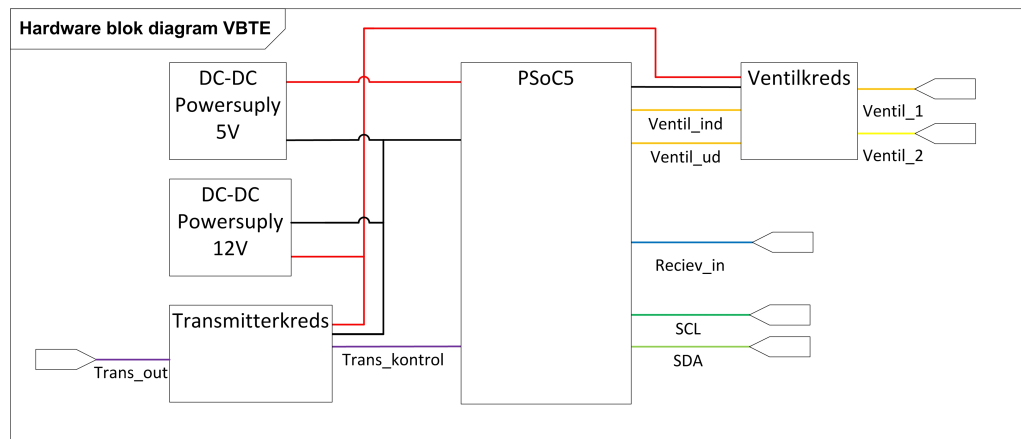 Hardware blok diagram VBTE
DC-DC
Powersuply
5V
PSoC5
Ventilkreds
Ventil_1
Ventil_ind
Ventil_2
Ventil_ud
DC-DC
Powersuply
12V
Reciev_in
Transmitterkreds
SCL
Trans_kontrol
SDA
Trans_out